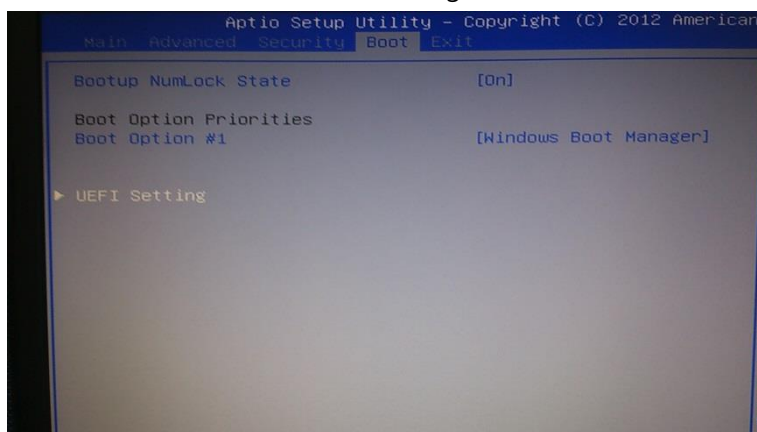 Aptio Setup Utility – Copyright (C) 2012 American
Main Advanced Security Boot Exit
Bootup NumLock State [On]
Boot Option Priorities
Boot Option #1 [Windows Boot Manager]
▶ UEFI Setting